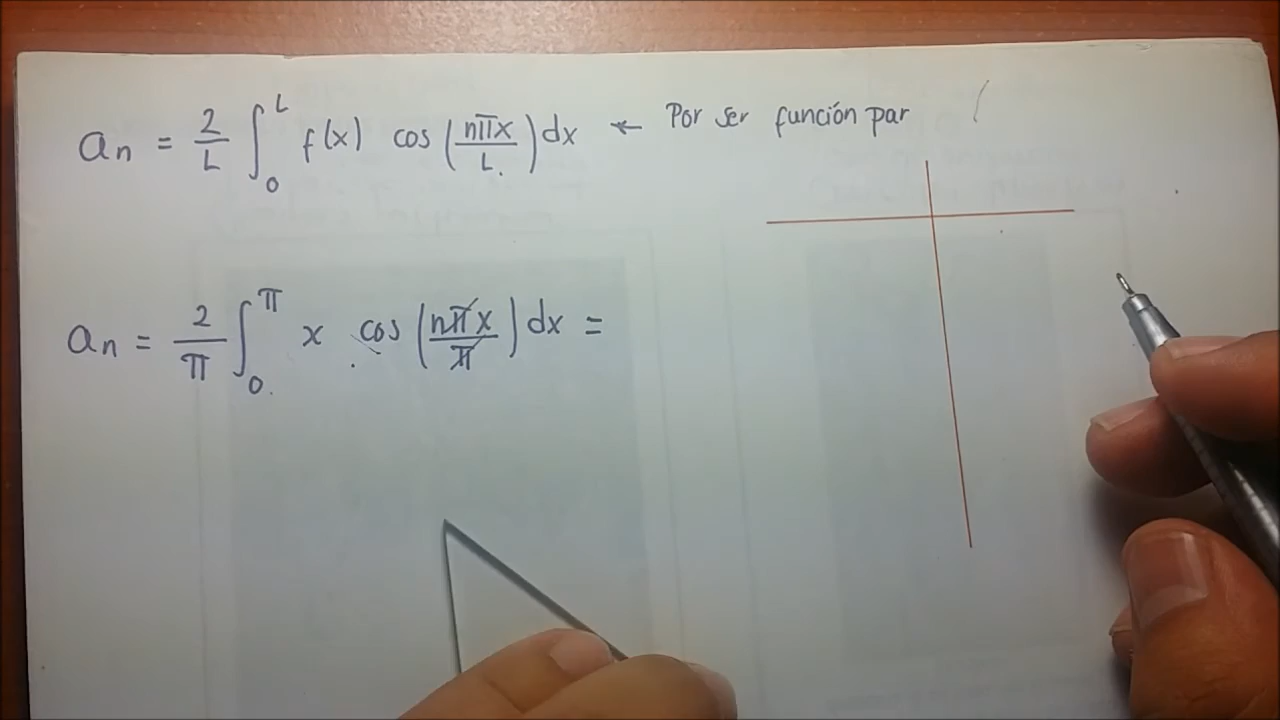 aₙ = 2/L ∫₀ᴸ f(x) cos (nπx/L) dx ← Por ser función par
aₙ = 2/π ∫₀^π x cos (nπx/π) dx =